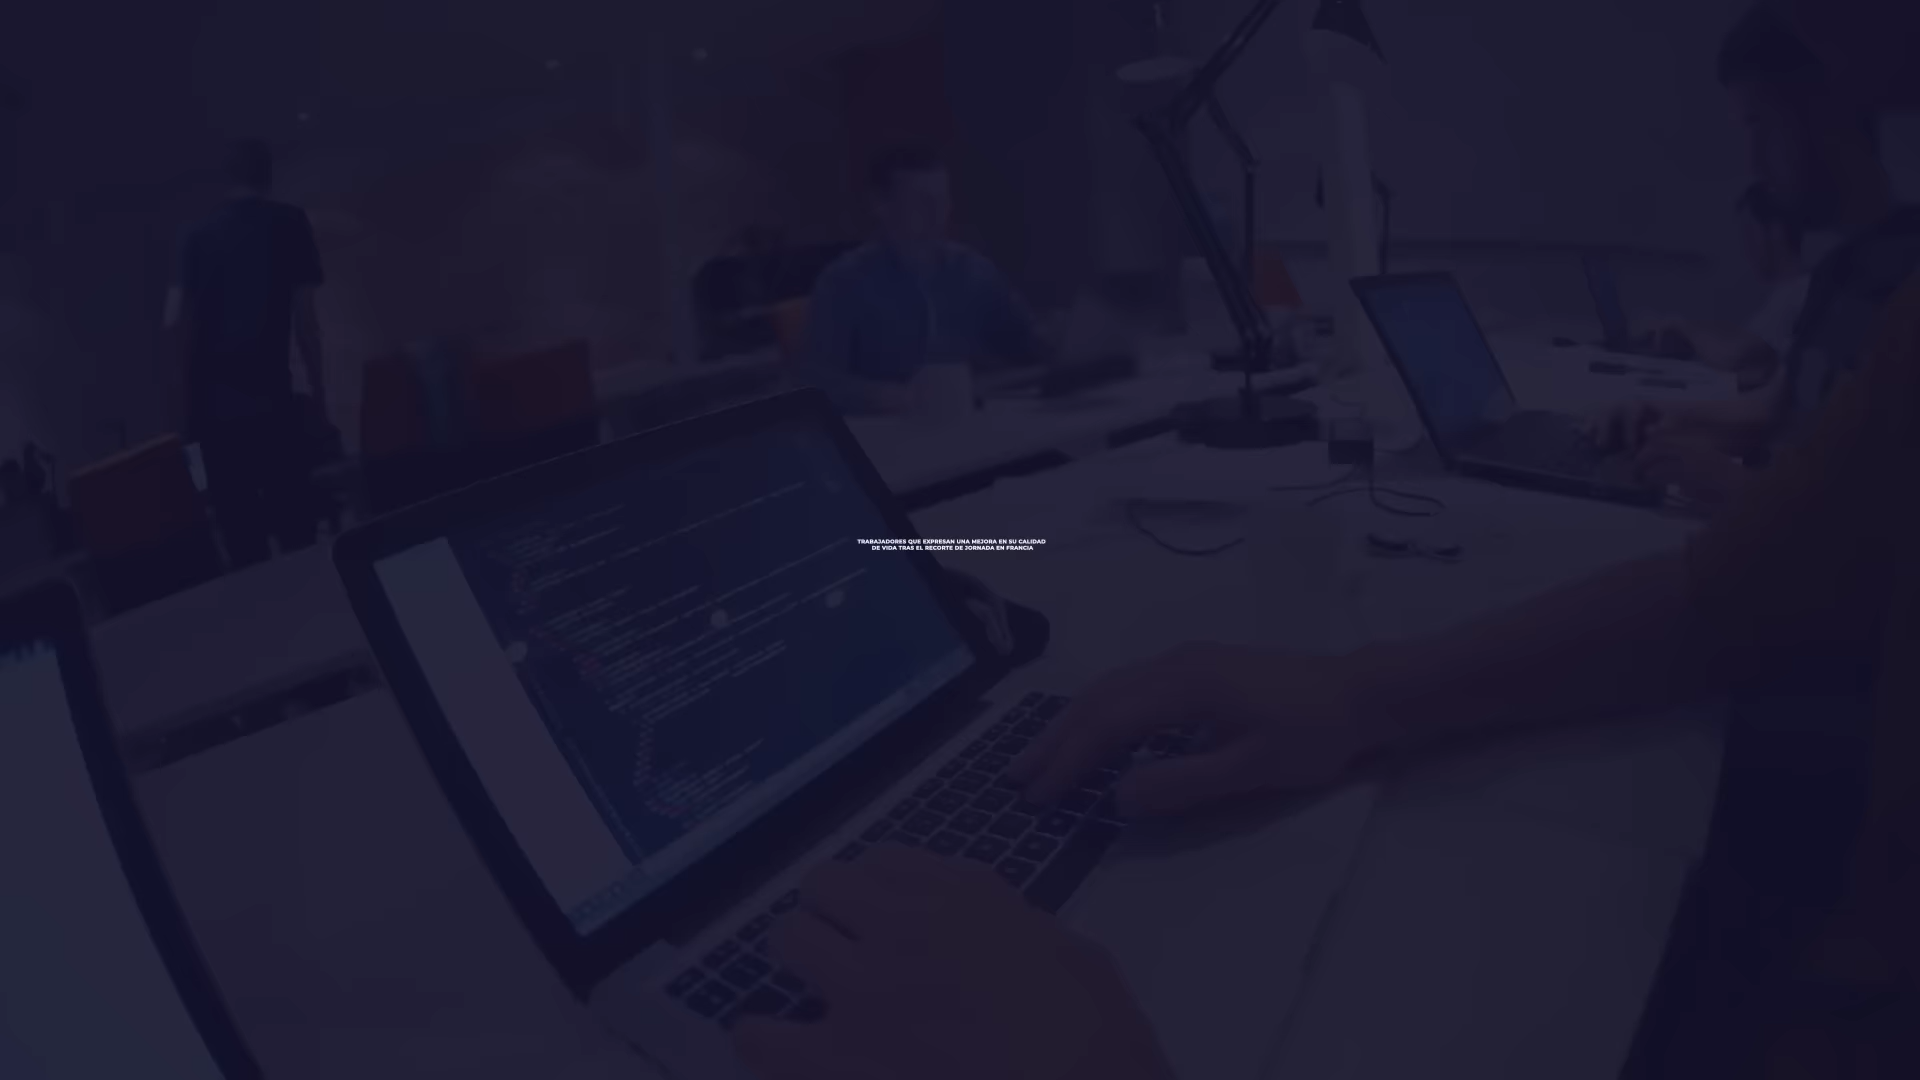 TRABAJADORES QUE EXPRESAN UNA MEJORA EN SU CALIDAD
DE VIDA TRAS EL RECORTE DE JORNADA EN FRANCIA